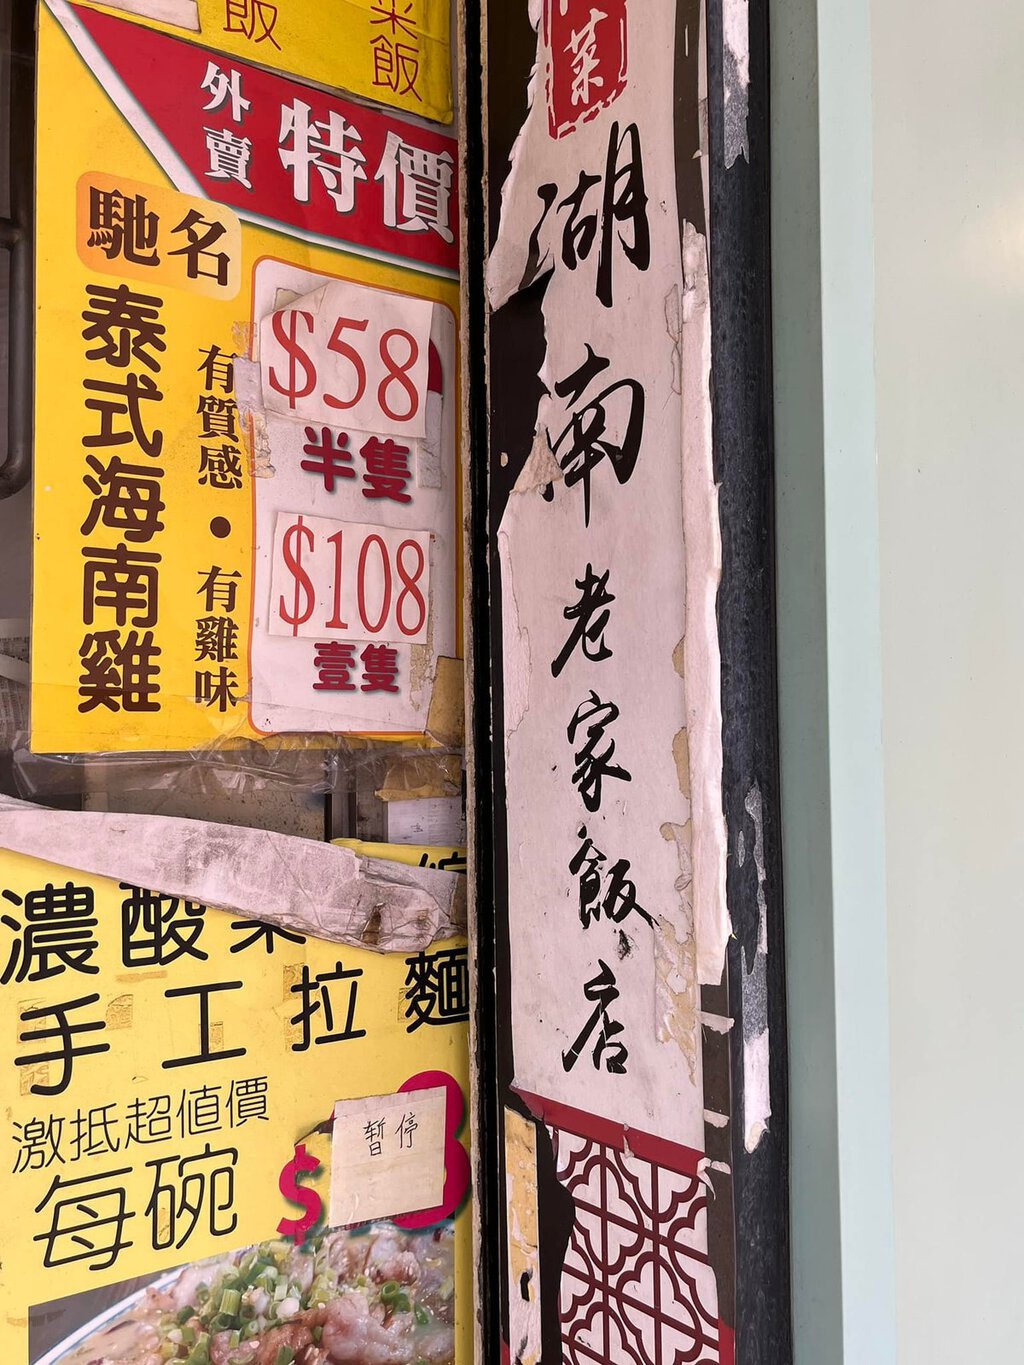 飯
菜飯
外賣
特價
馳名
泰式海南雞
有質感・有雞味
$58
半隻
$108
壹隻
菜
湖南老家飯店
濃酸菜
手工拉麵
激抵超值價
每碗
$
暫停